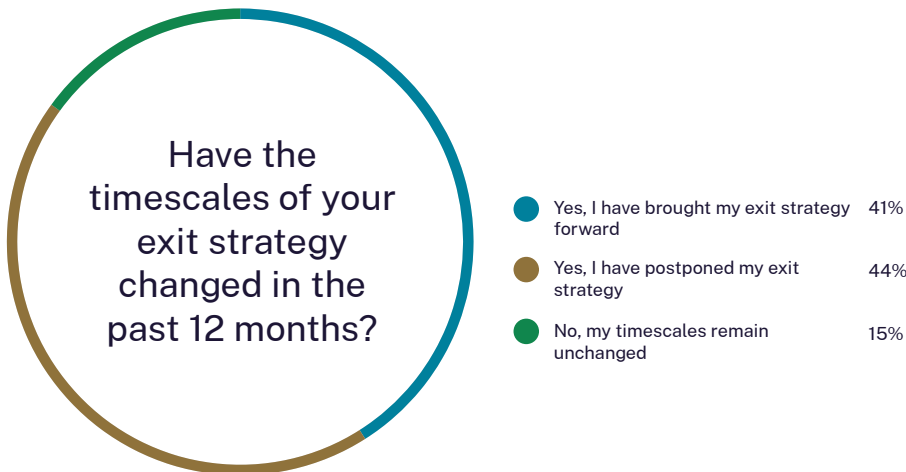 Have the
timescales of your
exit strategy
changed in the
past 12 months?
Yes, I have brought my exit strategy
forward
41%
Yes, I have postponed my exit
strategy
44%
No, my timescales remain
unchanged
15%